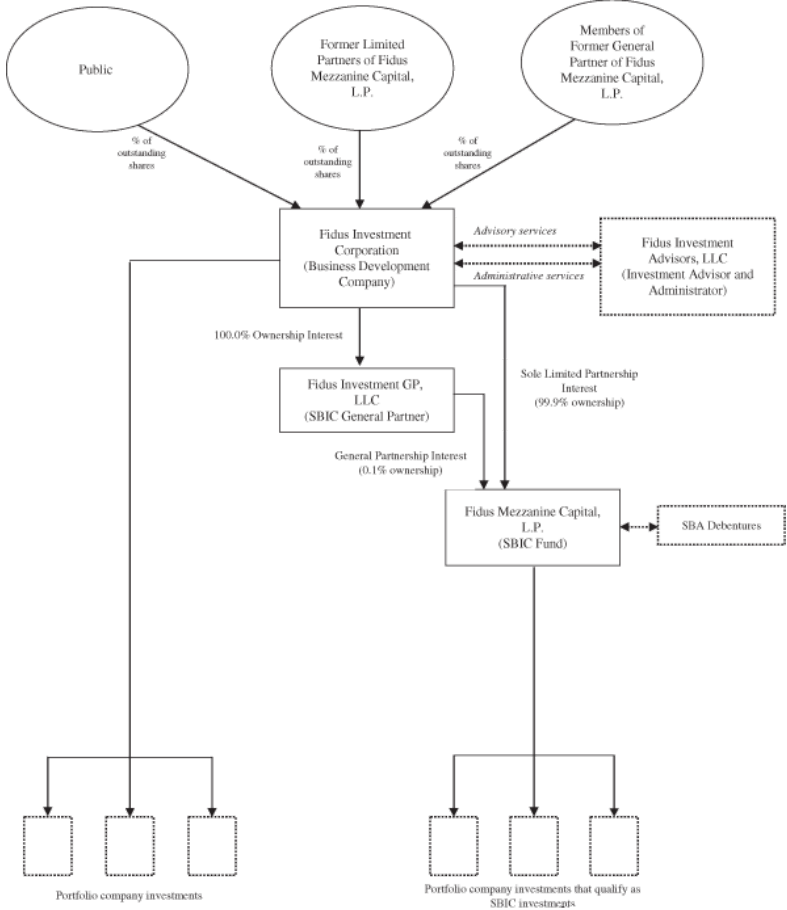 Public
Former Limited
Partners of Fidus
Mezzanine Capital,
L.P.
Members of
Former General
Partner of Fidus
Mezzanine Capital,
L.P.
% of
outstanding
shares
% of
outstanding
shares
% of
outstanding
shares
Fidus Investment
Corporation
(Business Development
Company)
Advisory services
Administrative services
Fidus Investment
Advisors, LLC
(Investment Advisor and
Administrator)
100.0% Ownership Interest
Fidus Investment GP,
LLC
(SBIC General Partner)
Sole Limited Partnership
Interest
(99.9% ownership)
General Partnership Interest
(0.1% ownership)
Fidus Mezzanine Capital,
L.P.
(SBIC Fund)
SBA Debentures
Portfolio company investments
Portfolio company investments that qualify as
SBIC investments